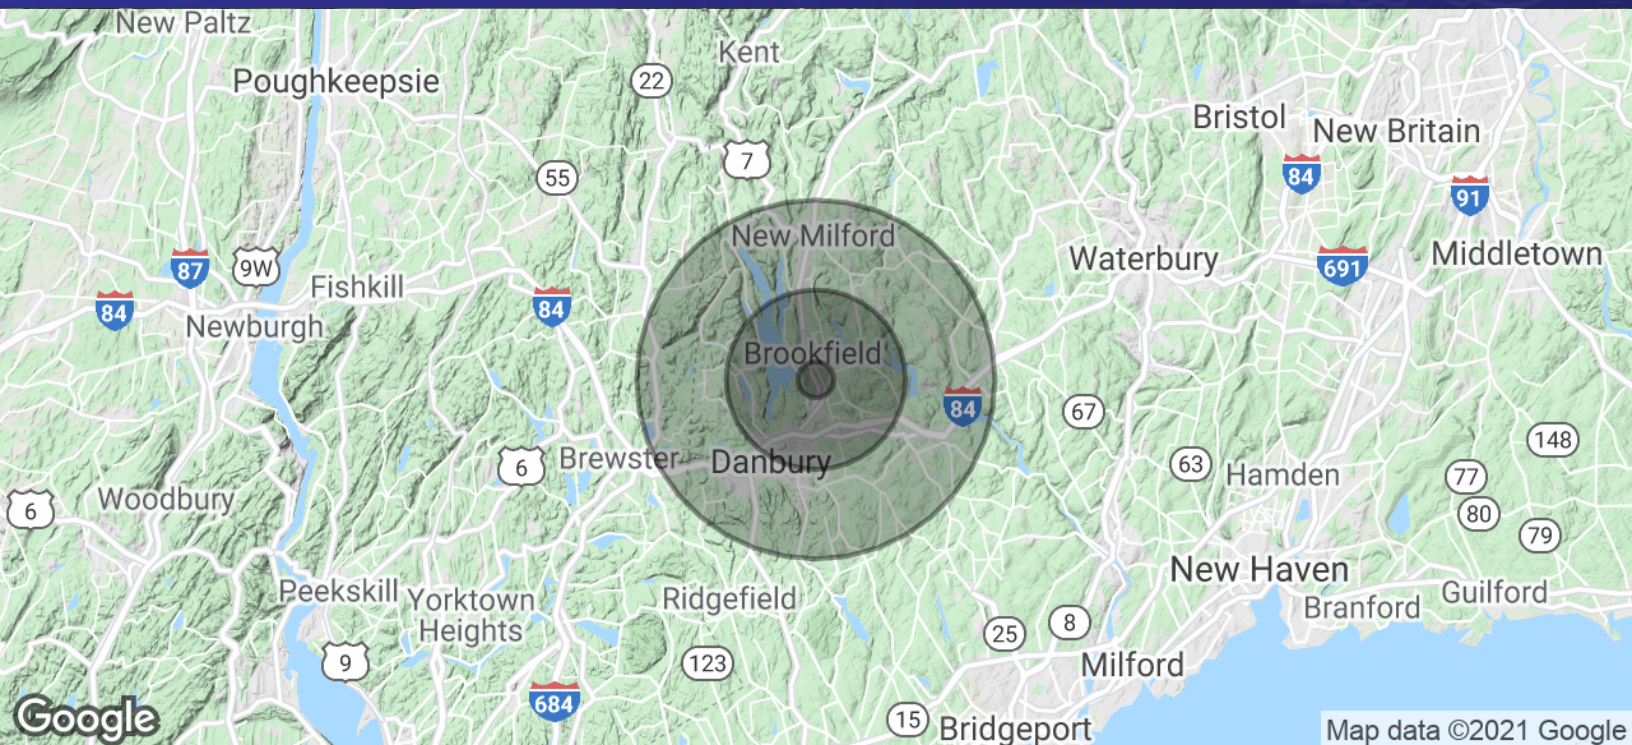 New Paltz
Kent
Poughkeepsie
22
Bristol
New Britain
7
55
84
91
New Milford
Waterbury
Middletown
87
9W
691
Fishkill
84
84
Newburgh
Brookfield
84
67
148
Brewster
Danbury
6
63
Hamden
77
Woodbury
6
80
79
New Haven
Peekskill
Yorktown
Heights
Ridgefield
Branford
Guilford
25
8
9
123
Milford
684
15
Bridgeport
Google
Map data ©2021 Google